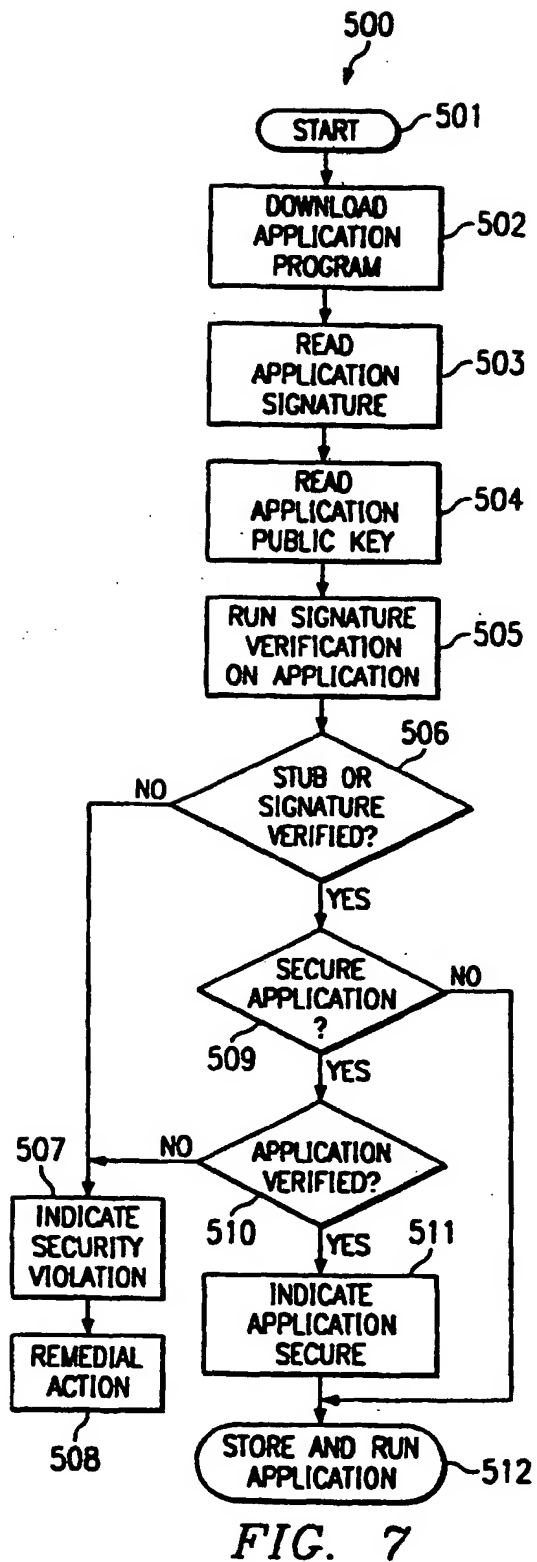 500
START
501
DOWNLOAD
APPLICATION
PROGRAM
502
READ
APPLICATION
SIGNATURE
503
READ
APPLICATION
PUBLIC KEY
504
RUN SIGNATURE
VERIFICATION
ON APPLICATION
505
506
STUB OR
SIGNATURE
VERIFIED?
NO
YES
SECURE
APPLICATION
?
NO
509
YES
APPLICATION
VERIFIED?
NO
510
YES
507
INDICATE
SECURITY
VIOLATION
511
INDICATE
APPLICATION
SECURE
REMEDIAL
ACTION
508
STORE AND RUN
APPLICATION
512
FIG. 7